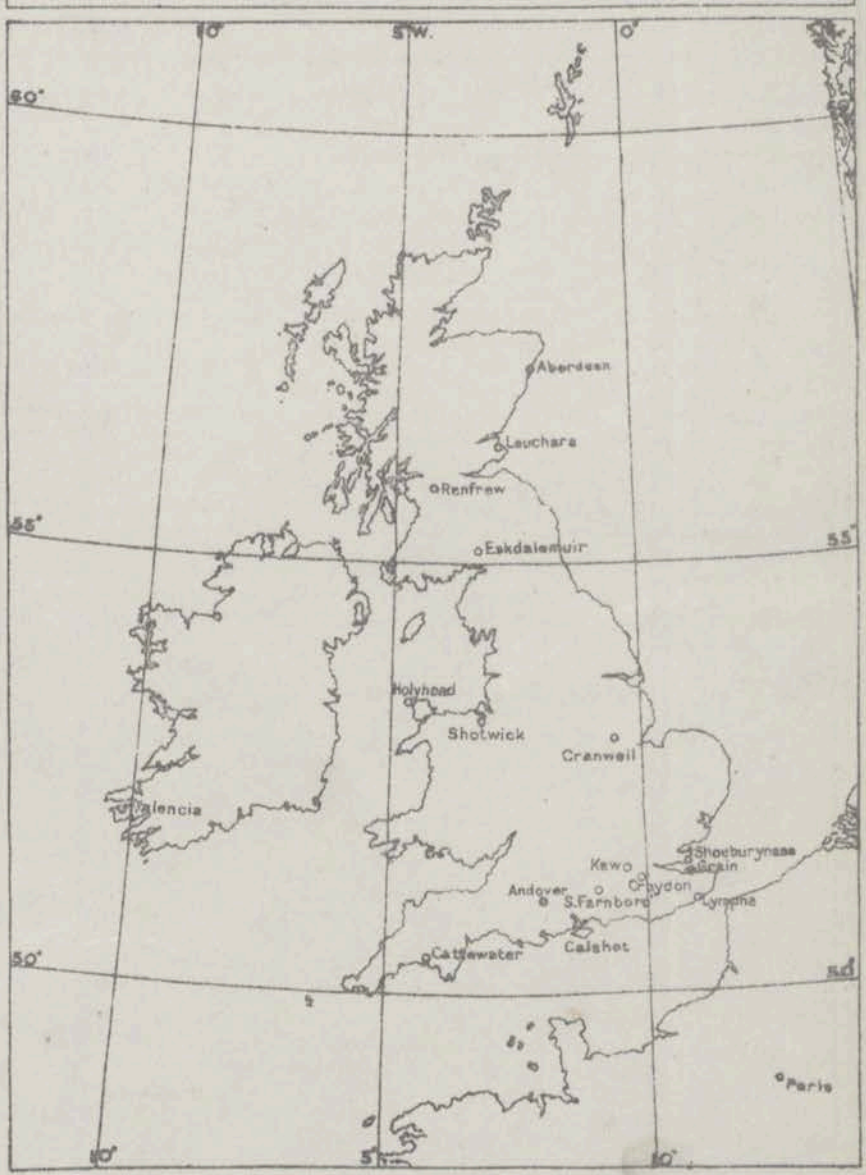 10°
5°W.
0°
60°
Aberdeen
Leuchars
Renfrew
55°
55°
Eskdalemuir
Holyhead
Shotwick
Cranwell
Valencia
Shoeburyness
Grain
Kew
Croydon
Andover
S. Farnboro
Lympne
Calshot
Cattewater
50°
50°
Paris
10°
5°
0°